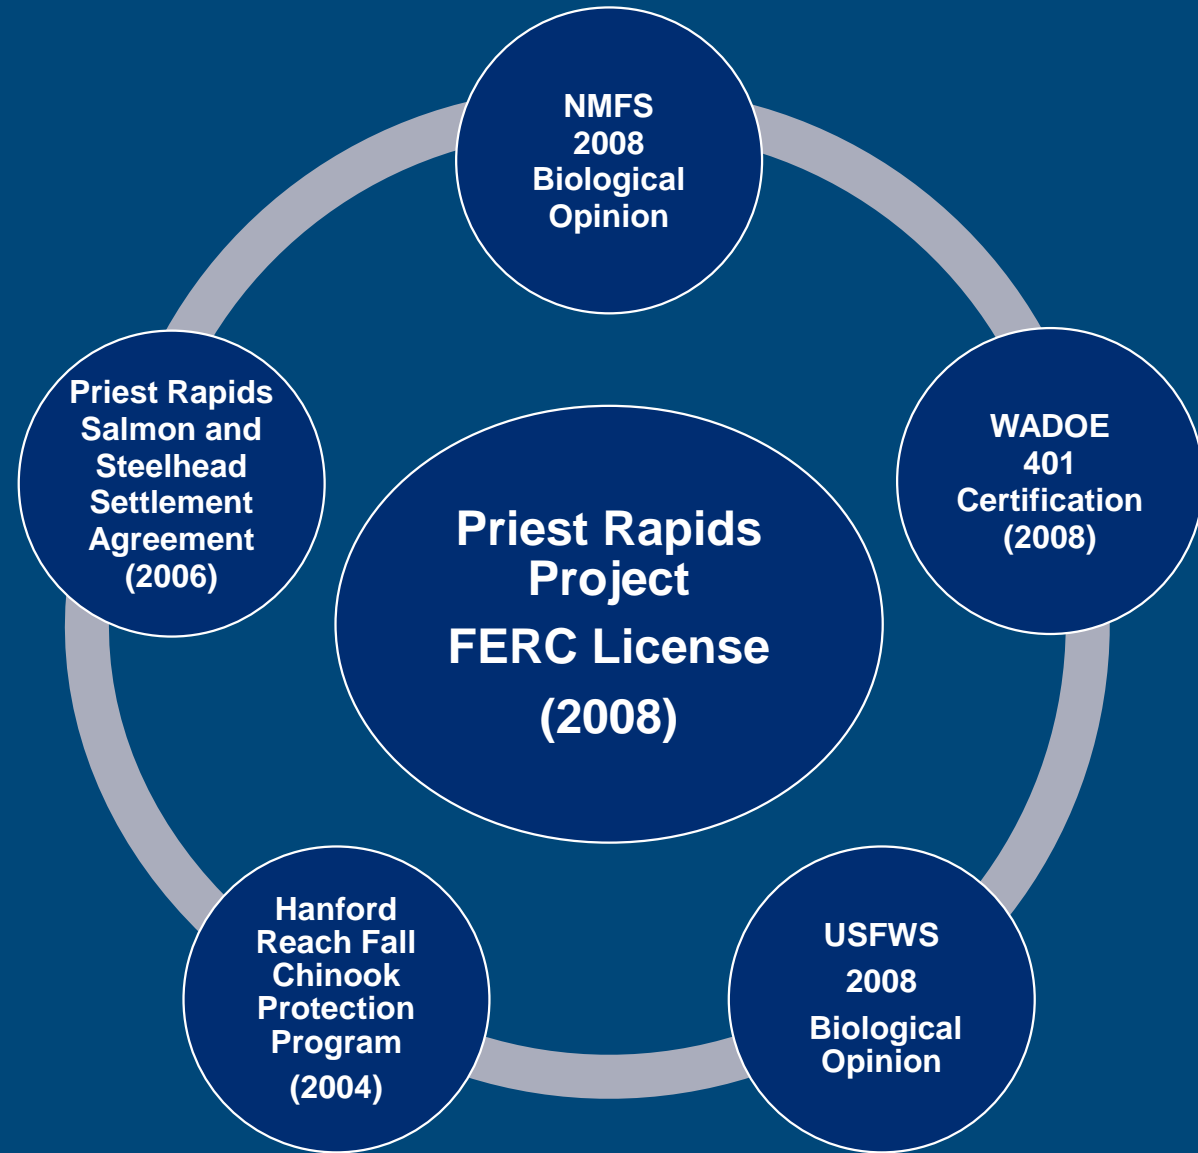 NMFS
2008
Biological
Opinion
Priest Rapids
Salmon and
Steelhead
Settlement
Agreement
(2006)
WADOE
401
Certification
(2008)
Priest Rapids
Project
FERC License
(2008)
Hanford
Reach Fall
Chinook
Protection
Program
(2004)
USFWS
2008
Biological
Opinion